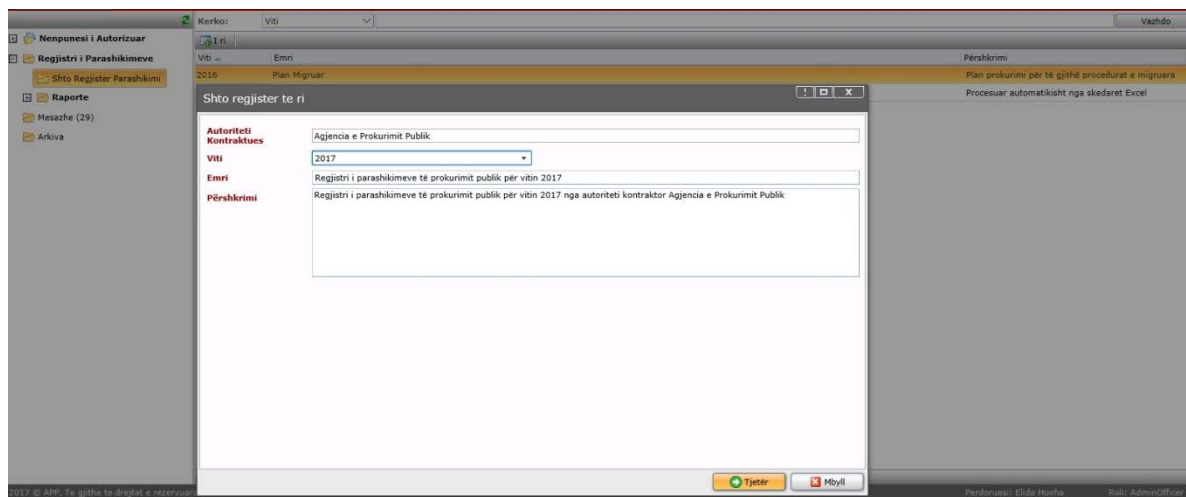 Kerko:
Viti
Vazhdo
Nenpunesi i Autorizuar
I ri
Regjistri i Parashikimeve
Viti
Emri
Përshkrimi
Shto Regjister Parashikimi
2016
Plan Migruar
Plan prokurimi për të gjithë procedurat e migruara
Raporte
Procesuar automatikisht nga skedaret Excel
Mesazhe (29)
Arkiva
Shto regjister te ri
Autoriteti
Kontraktues
Agjencia e Prokurimit Publik
Viti
2017
Emri
Regjistri i parashikimeve të prokurimit publik për vitin 2017
Përshkrimi
Regjistri i parashikimeve të prokurimit publik për vitin 2017 nga autoriteti kontraktor Agjencia e Prokurimit Publik
Tjetër
Mbyll
2017 © APP. Te gjithe te drejtat e rezervuara
Perdoruesi: Elida Hoxha
Roli: AdminOfficer